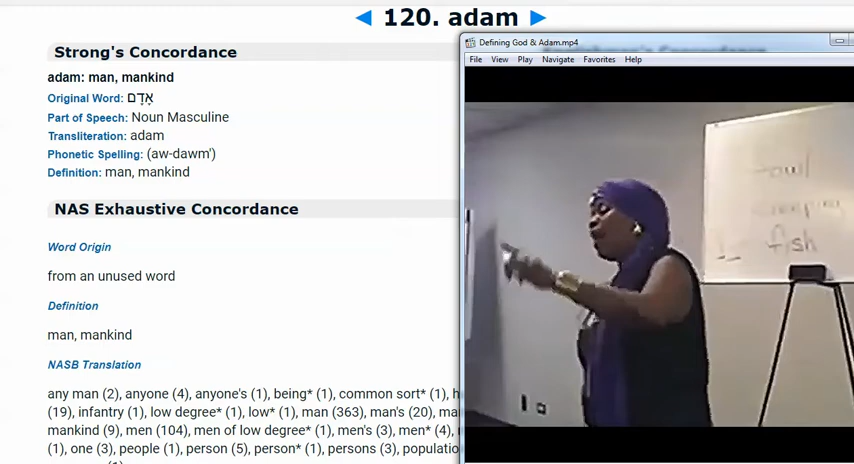 120. adam
Strong's Concordance
adam: man, mankind
Original Word: אָדָם
Part of Speech: Noun Masculine
Transliteration: adam
Phonetic Spelling: (aw-dawm')
Definition: man, mankind
NAS Exhaustive Concordance
Word Origin
from an unused word
Definition
man, mankind
NASB Translation
any man (2), anyone (4), anyone's (1), being* (1), common sort* (1), h
(19), infantry (1), low degree* (1), low* (1), man (363), man's (20), ma
mankind (9), men (104), men of low degree* (1), men's (3), men* (4),
(1), one (3), people (1), person (5), person* (1), persons (3), populatio
Defining God & Adam.mp4
File View Play Navigate Favorites Help
fowl
creeping
fish